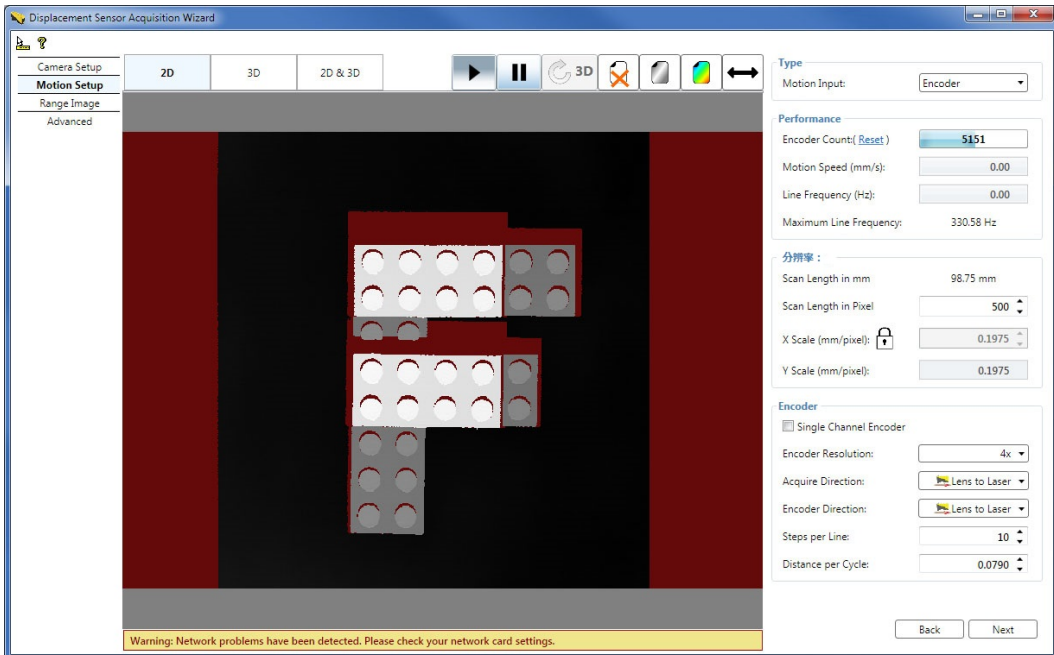 Displacement Sensor Acquisition Wizard
Camera Setup
Motion Setup
Range Image
Advanced
2D
3D
2D & 3D
3D
Type
Motion Input: Encoder
Performance
Encoder Count:( Reset ) 5151
Motion Speed (mm/s): 0.00
Line Frequency (Hz): 0.00
Maximum Line Frequency: 330.58 Hz
分辨率：
Scan Length in mm 98.75 mm
Scan Length in Pixel 500
X Scale (mm/pixel): 0.1975
Y Scale (mm/pixel): 0.1975
Encoder
Single Channel Encoder
Encoder Resolution: 4x
Acquire Direction: Lens to Laser
Encoder Direction: Lens to Laser
Steps per Line: 10
Distance per Cycle: 0.0790
Back Next
Warning: Network problems have been detected. Please check your network card settings.